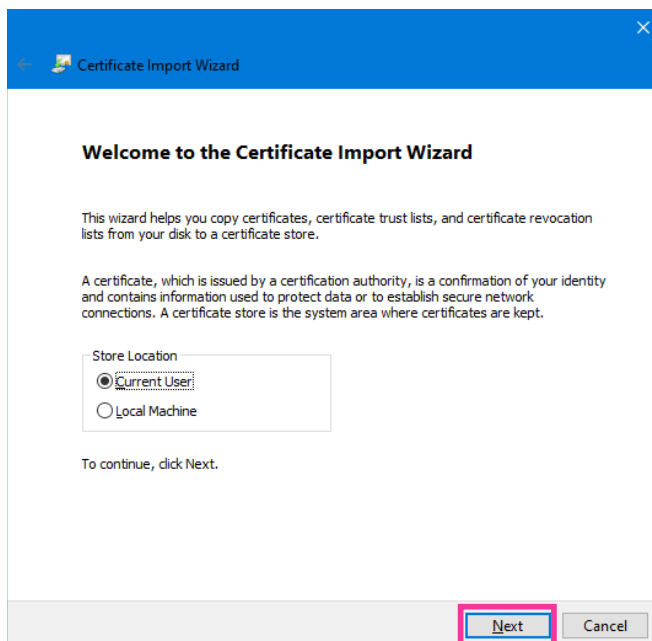 Certificate Import Wizard
Welcome to the Certificate Import Wizard
This wizard helps you copy certificates, certificate trust lists, and certificate revocation
lists from your disk to a certificate store.
A certificate, which is issued by a certification authority, is a confirmation of your identity
and contains information used to protect data or to establish secure network
connections. A certificate store is the system area where certificates are kept.
Store Location
Current User
Local Machine
To continue, click Next.
Next Cancel